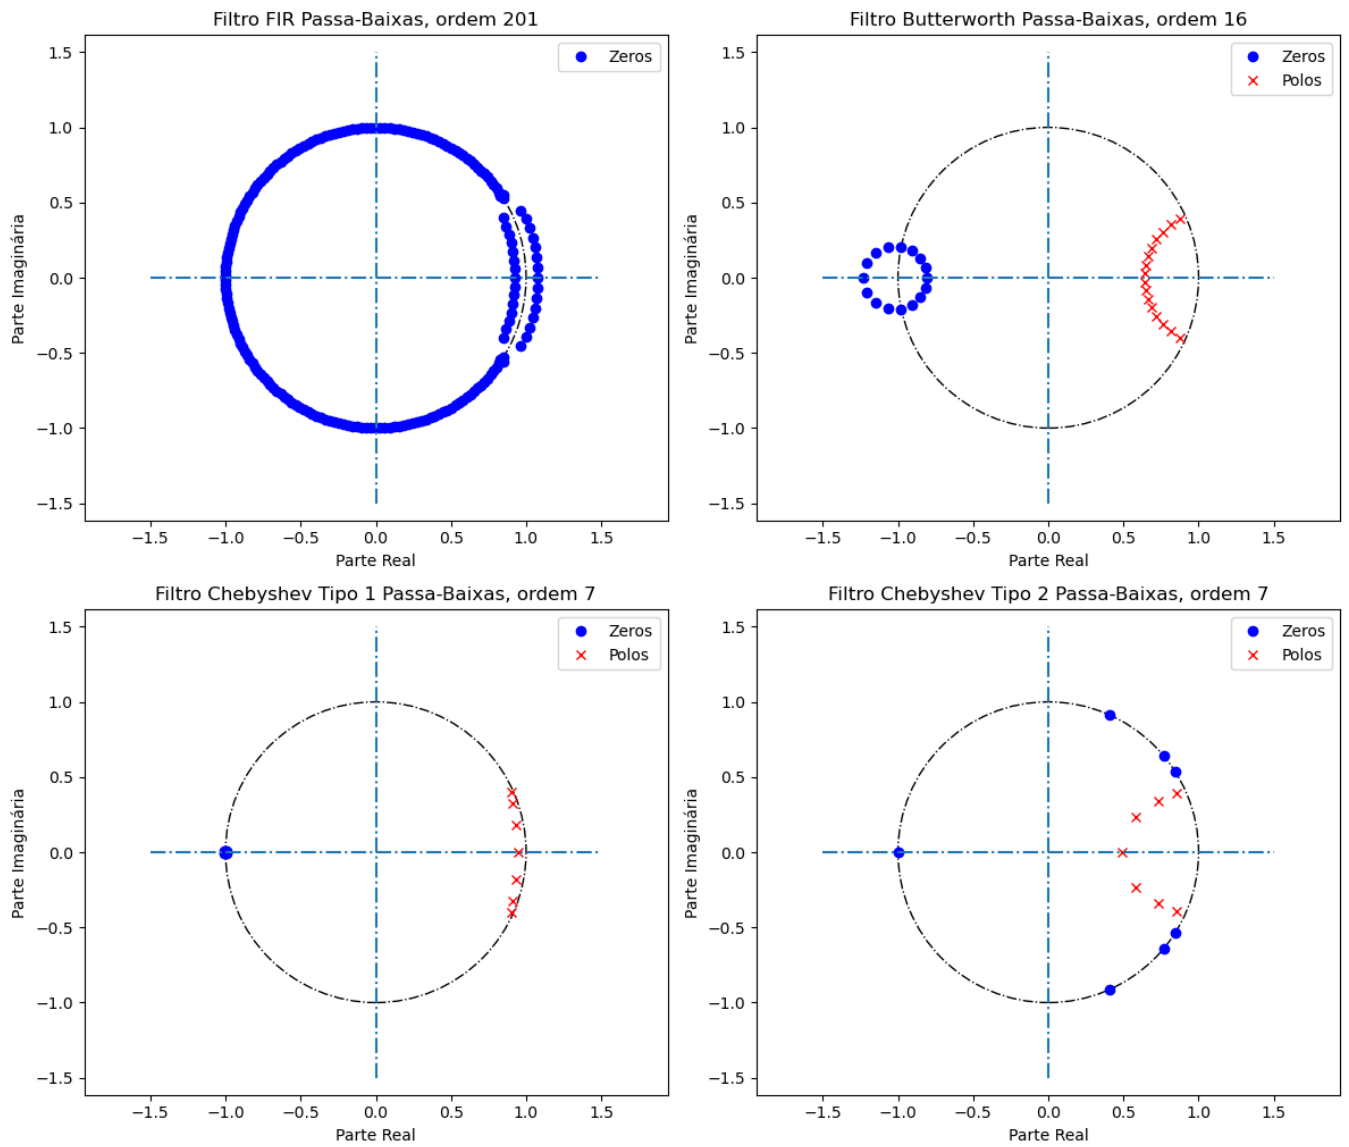 Filtro FIR Passa-Baixas, ordem 201
Zeros
1.5
1.0
0.5
0.0
−0.5
−1.0
−1.5
Parte Imaginária
−1.5 −1.0 −0.5 0.0 0.5 1.0 1.5
Parte Real
Filtro Butterworth Passa-Baixas, ordem 16
Zeros
Polos
1.5
1.0
0.5
0.0
−0.5
−1.0
−1.5
Parte Imaginária
−1.5 −1.0 −0.5 0.0 0.5 1.0 1.5
Parte Real
Filtro Chebyshev Tipo 1 Passa-Baixas, ordem 7
Zeros
Polos
1.5
1.0
0.5
0.0
−0.5
−1.0
−1.5
Parte Imaginária
−1.5 −1.0 −0.5 0.0 0.5 1.0 1.5
Parte Real
Filtro Chebyshev Tipo 2 Passa-Baixas, ordem 7
Zeros
Polos
1.5
1.0
0.5
0.0
−0.5
−1.0
−1.5
Parte Imaginária
−1.5 −1.0 −0.5 0.0 0.5 1.0 1.5
Parte Real